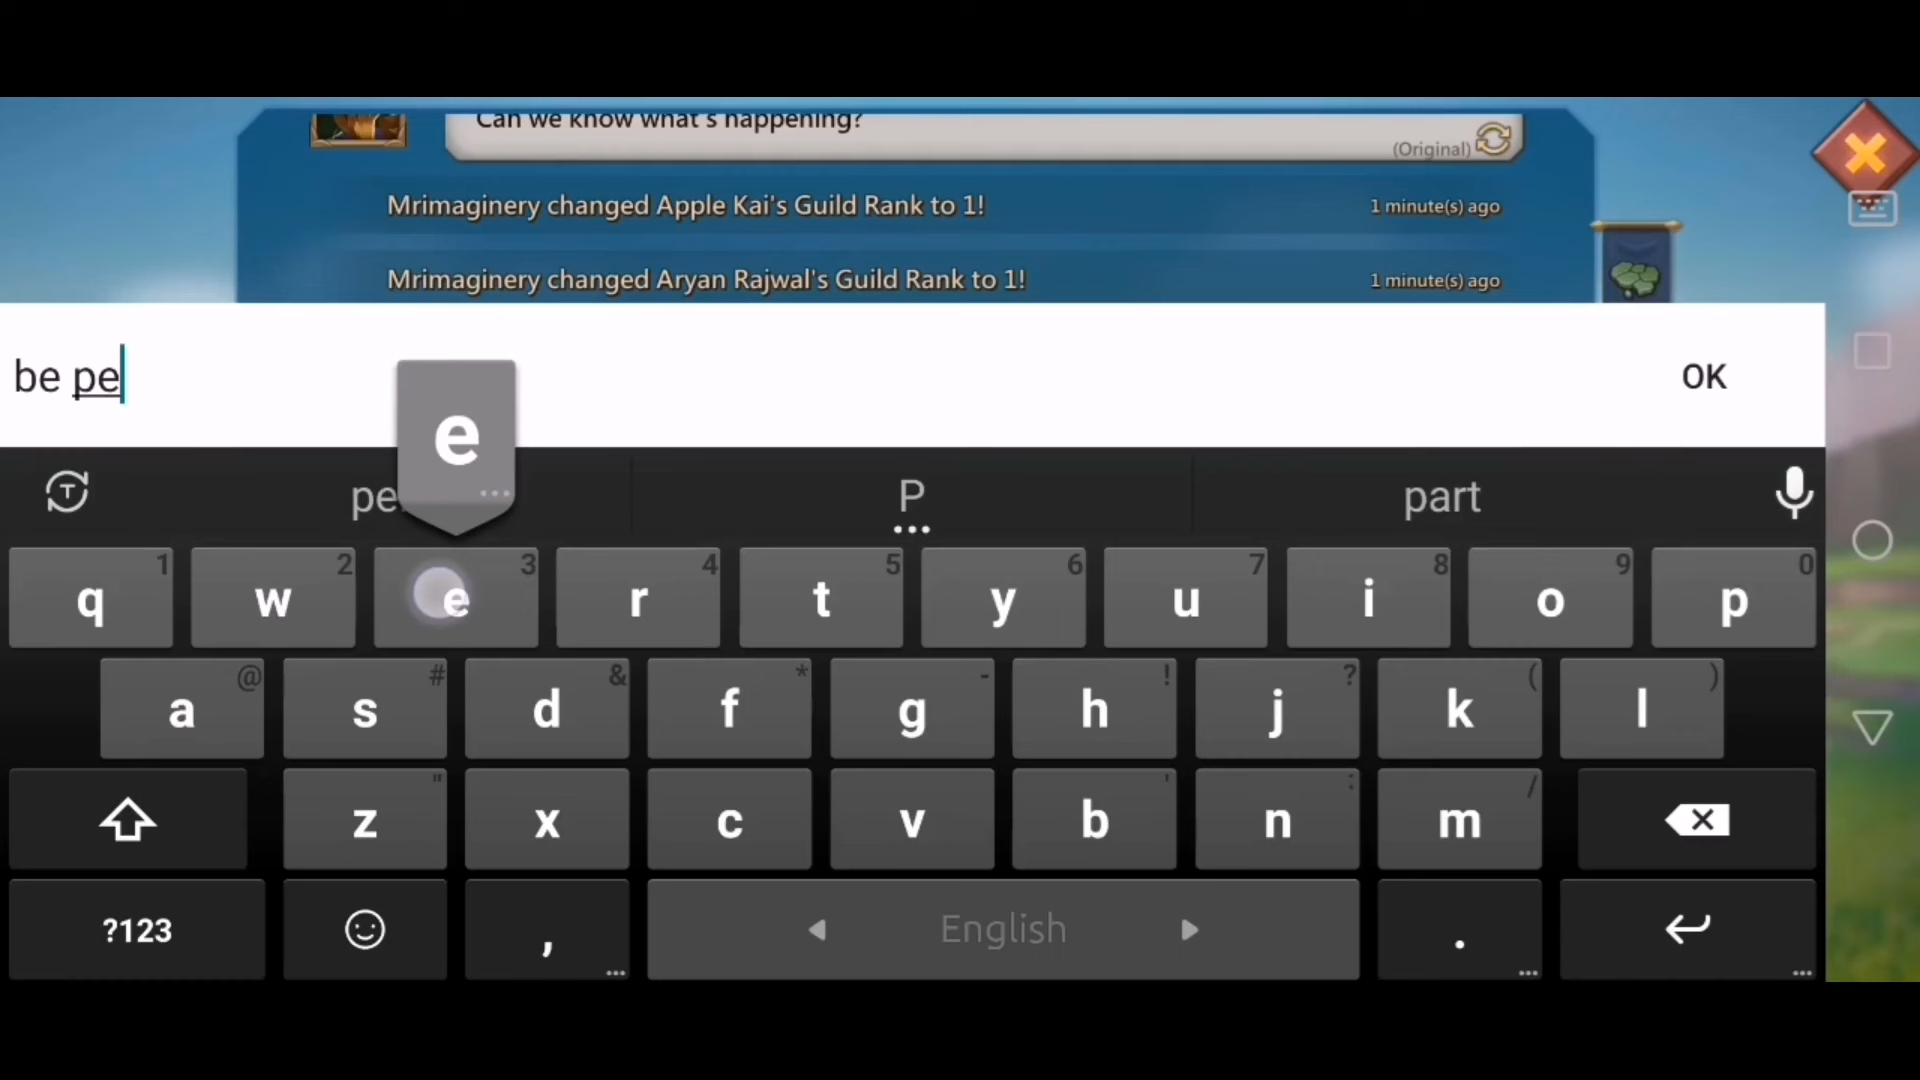 Can we know what's happening?
(Original)
Mrimaginery changed Apple Kai's Guild Rank to 1!
1 minute(s) ago
Mrimaginery changed Aryan Rajwal's Guild Rank to 1!
1 minute(s) ago
be pe
OK
e
P
part
q 1 w 2 e 3 r 4 t 5 y 6 u 7 i 8 o 9 p 0
a @ s # d & f * g - h ! j ? k ( l )
z " x c v b ' n : m /
?123 , English .